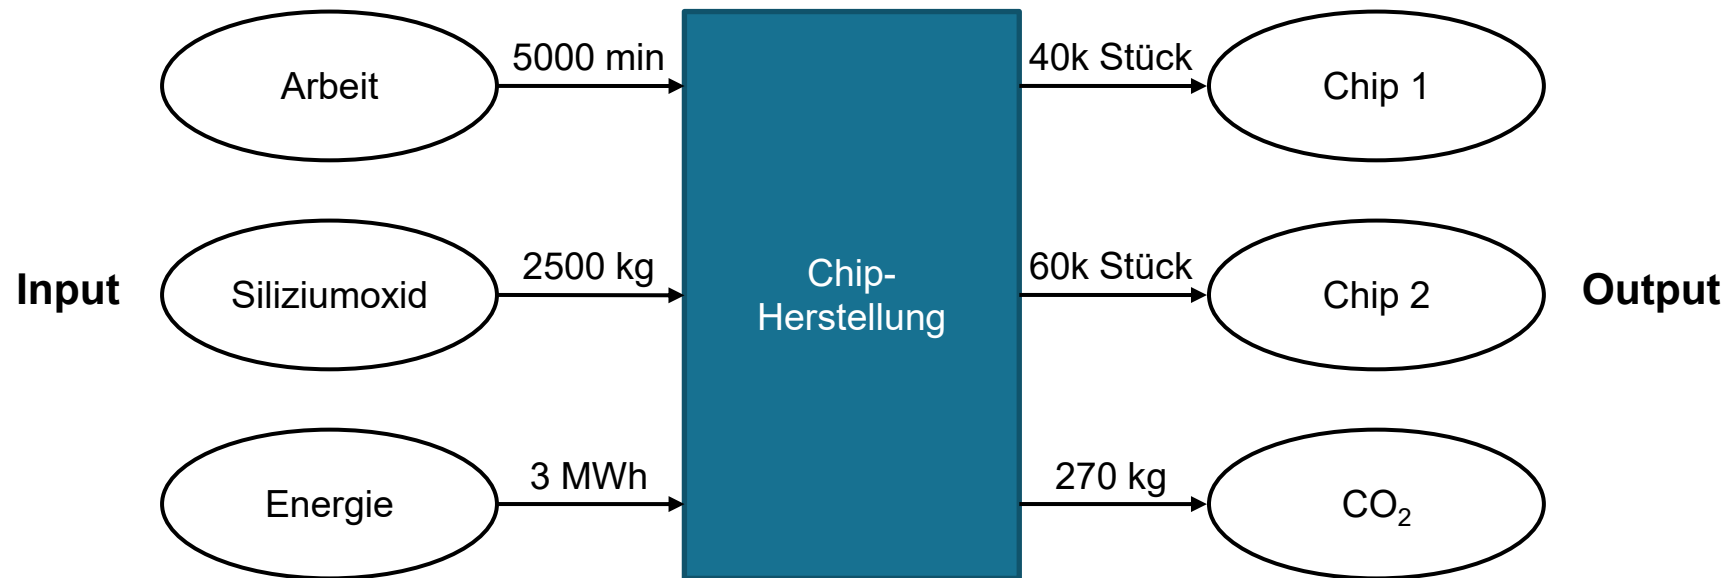 Arbeit
5000 min
40k Stück
Chip 1
Input
Siliziumoxid
2500 kg
Chip-
Herstellung
60k Stück
Chip 2
Output
Energie
3 MWh
270 kg
CO₂